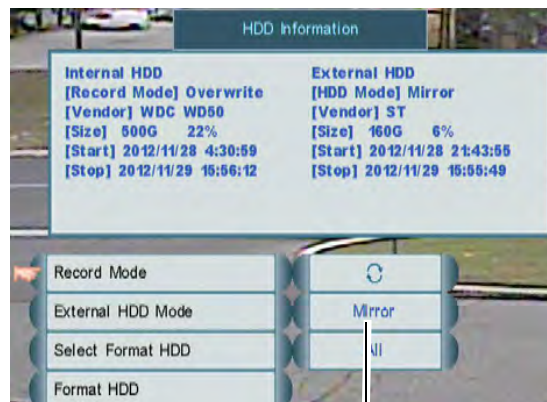 HDD Information
Internal HDD
[Record Mode] Overwrite
[Vendor] WDC WD50
[Size] 500G 22%
[Start] 2012/11/28 4:30:59
[Stop] 2012/11/29 15:56:12
External HDD
[HDD Mode] Mirror
[Vendor] ST
[Size] 160G 6%
[Start] 2012/11/28 21:43:55
[Stop] 2012/11/29 15:55:49
Record Mode
External HDD Mode Mirror
Select Format HDD All
Format HDD